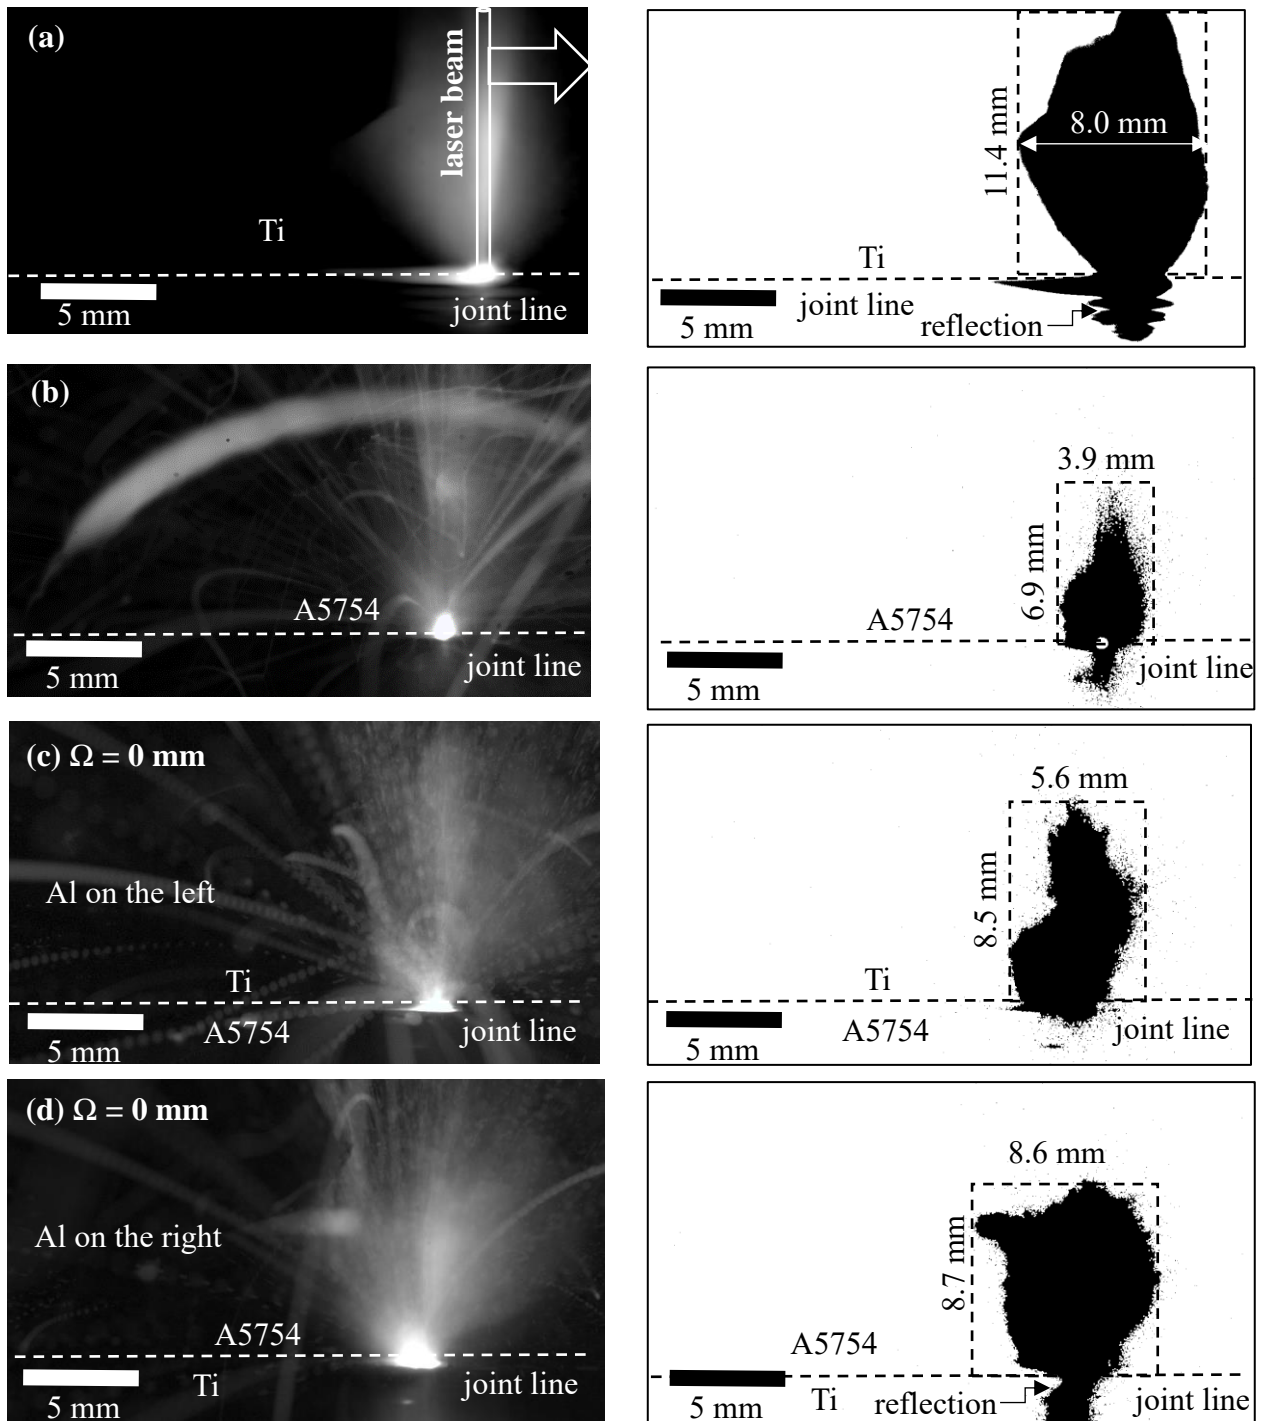 (a)
laser beam
Ti
5 mm
joint line
11.4 mm
8.0 mm
Ti
5 mm
joint line
reflection
(b)
A5754
5 mm
joint line
3.9 mm
6.9 mm
A5754
5 mm
joint line
(c) Ω = 0 mm
Al on the left
Ti
A5754
5 mm
joint line
5.6 mm
8.5 mm
Ti
A5754
5 mm
joint line
(d) Ω = 0 mm
Al on the right
A5754
Ti
5 mm
joint line
8.6 mm
8.7 mm
A5754
5 mm
Ti
reflection
joint line